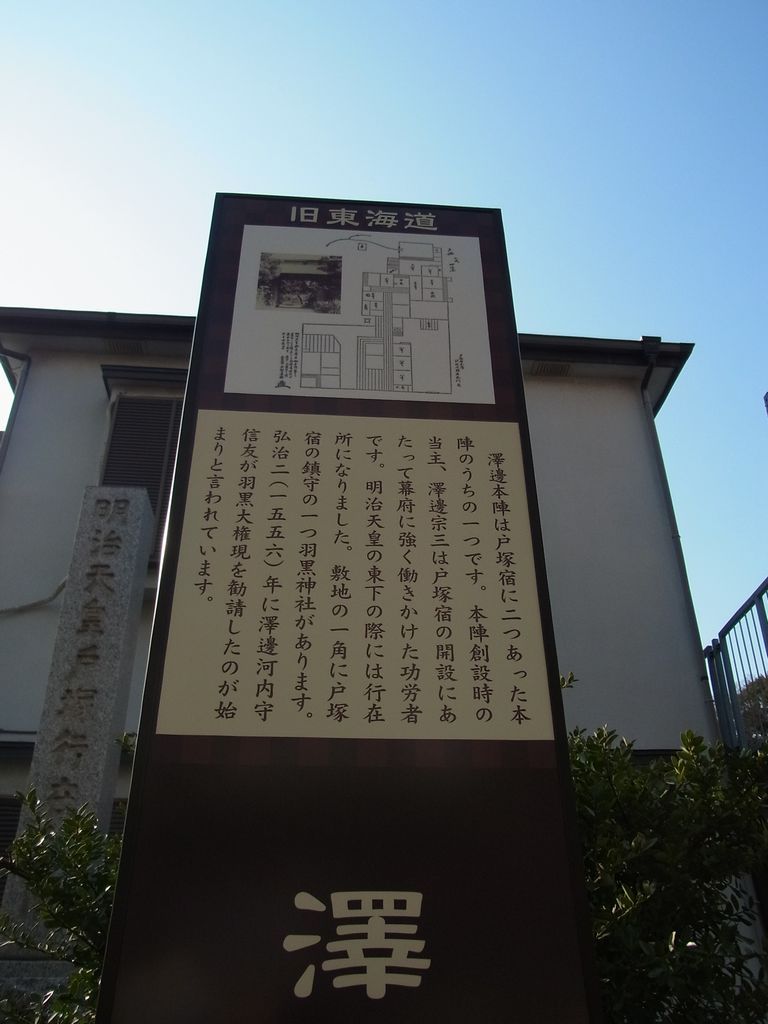 旧東海道
澤邊本陣は戸塚宿に二つあった本
陣のうちの一つです。本陣創設時の
当主、澤邊宗三は戸塚宿の開設にあ
たって幕府に強く働きかけた功労者
です。明治天皇の東下の際には行在
所になりました。敷地の一角に戸塚
宿の鎮守の一つ羽黒神社があります。
弘治二(一五五六)年に澤邊河内守
信友が羽黒大権現を勧請したのが始
まりと言われています。
澤
明治天皇戸塚行在